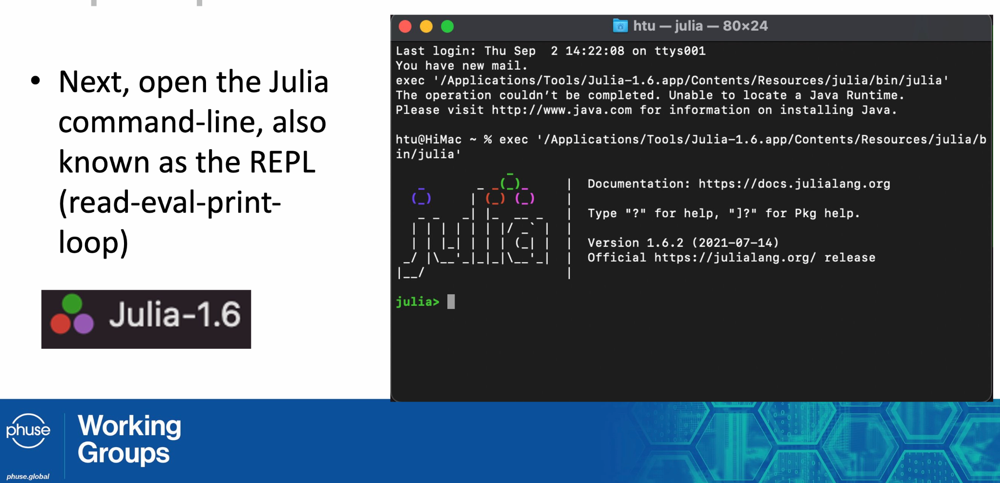 • Next, open the Julia
command-line, also
known as the REPL
(read-eval-print-
loop)
Julia-1.6
htu — julia — 80×24
Last login: Thu Sep  2 14:22:08 on ttys001
You have new mail.
exec '/Applications/Tools/Julia-1.6.app/Contents/Resources/julia/bin/julia'
The operation couldn’t be completed. Unable to locate a Java Runtime.
Please visit http://www.java.com for information on installing Java.
htu@HiMac ~ % exec '/Applications/Tools/Julia-1.6.app/Contents/Resources/julia/b
in/julia'
Documentation: https://docs.julialang.org
Type "?" for help, "]?" for Pkg help.
Version 1.6.2 (2021-07-14)
Official https://julialang.org/ release
julia>
phuse
Working
Groups
phuse.global